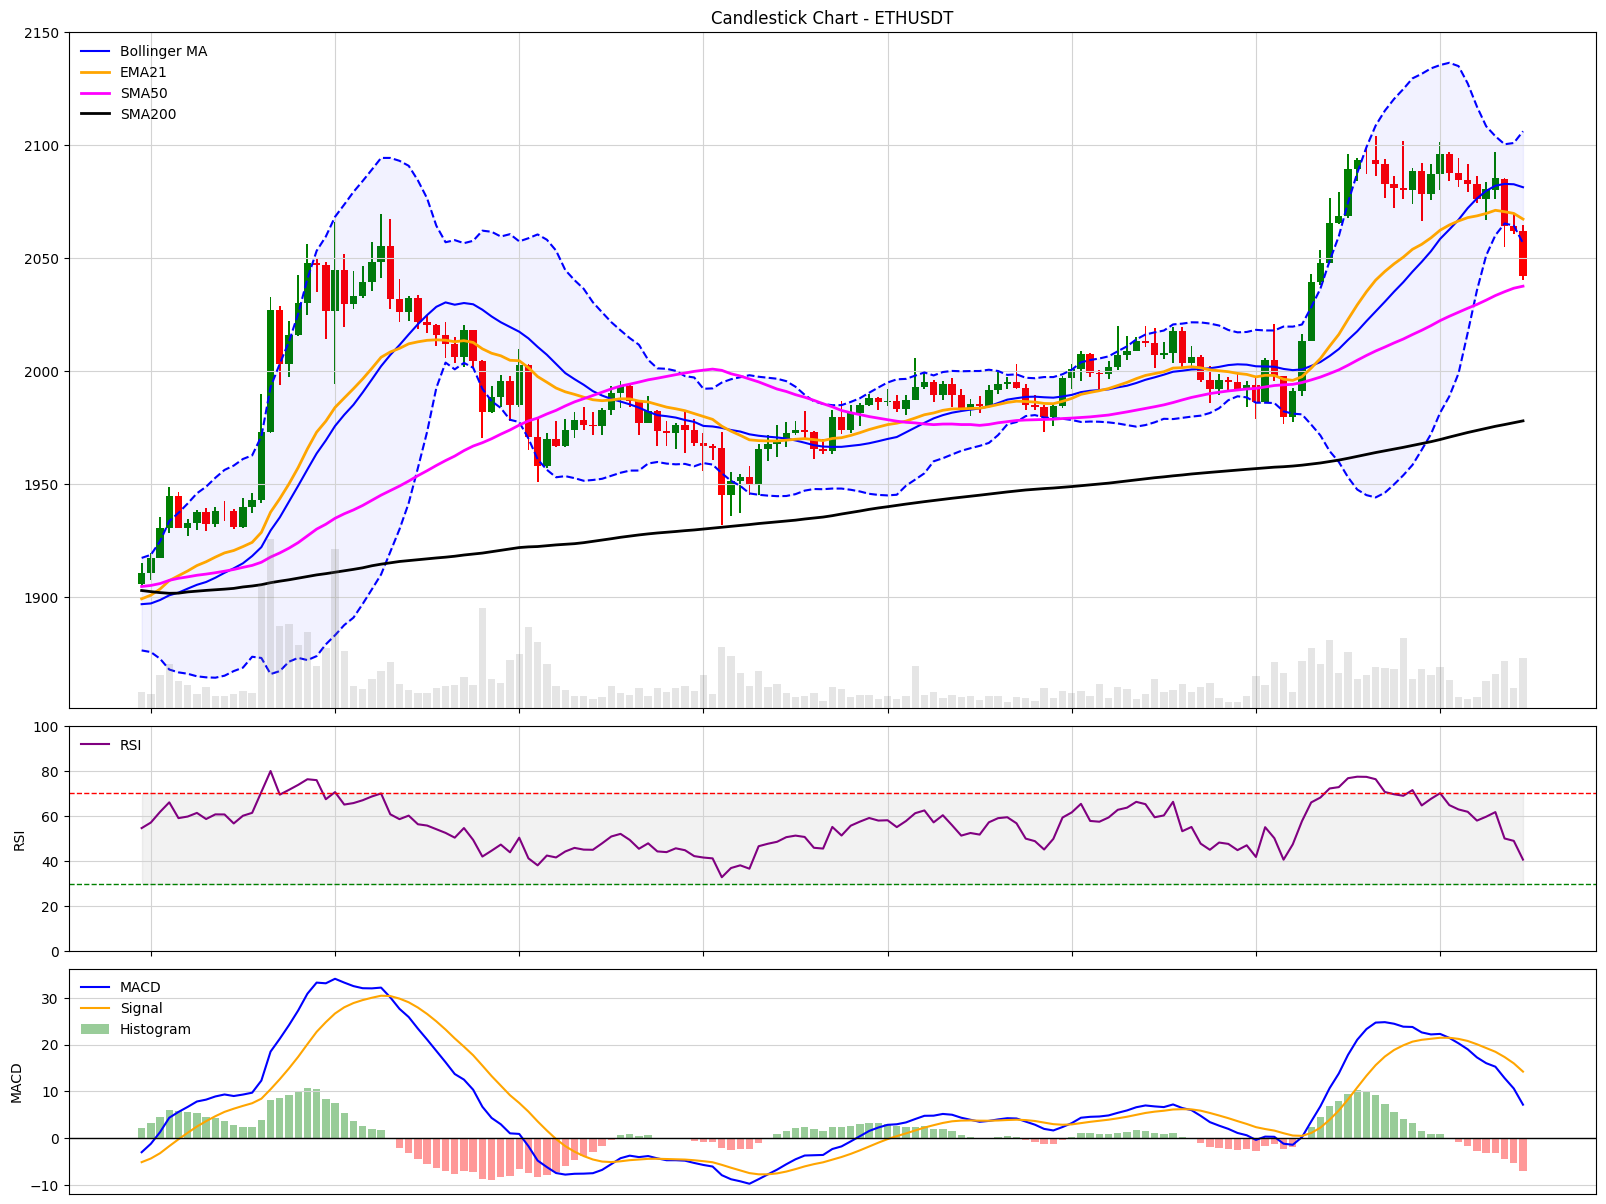 Candlestick Chart - ETHUSDT
2150
2100
2050
2000
1950
1900
Bollinger MA
EMA21
SMA50
SMA200
100
80
60
40
20
0
RSI
RSI
30
20
10
0
−10
MACD
MACD
Signal
Histogram